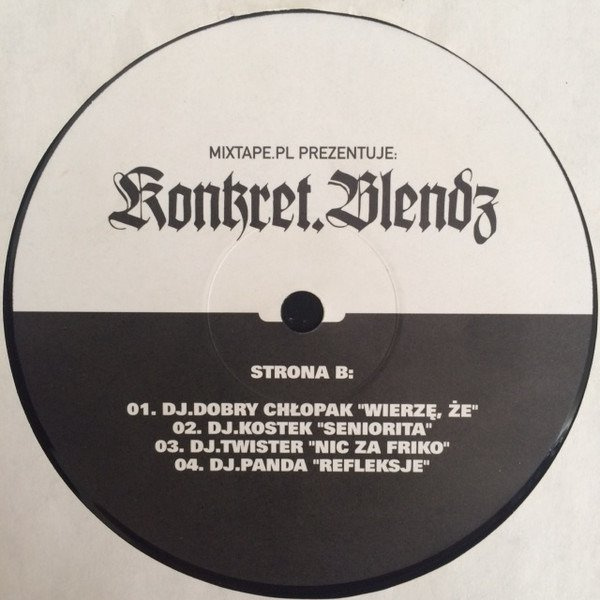 MIXTAPE.PL PREZENTUJE:
Konkret.Blendz
STRONA B:
01. DJ.DOBRY CHŁOPAK "WIERZĘ, ŻE"
02. DJ.KOSTEK "SENIORITA"
03. DJ.TWISTER "NIC ZA FRIKO"
04. DJ.PANDA "REFLEKSJE"